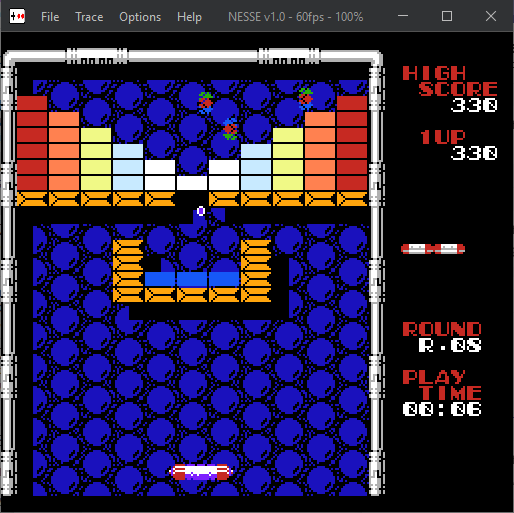 File Trace Options Help NESSE v1.0 - 60fps - 100%
HIGH
SCORE
330
1UP
330
ROUND
R.08
PLAY
TIME
00:06